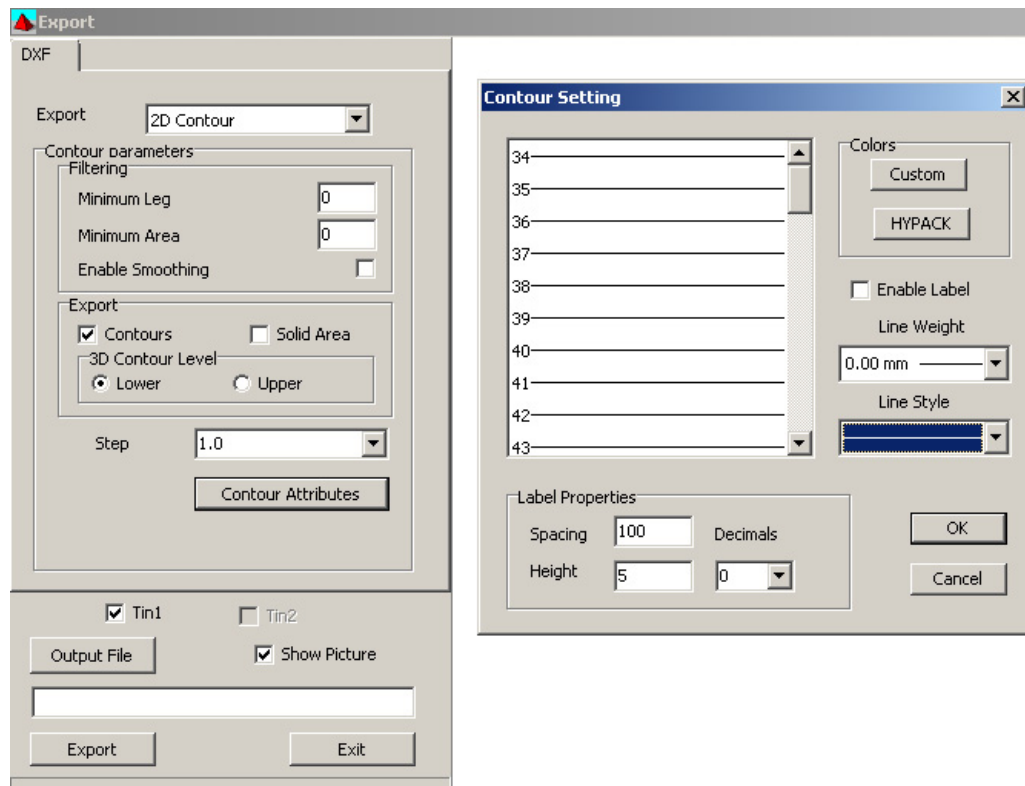 Export
DXF
Export 2D Contour
Contour parameters
Filtering
Minimum Leg 0
Minimum Area 0
Enable Smoothing
Export
Contours Solid Area
3D Contour Level
Lower Upper
Step 1.0
Contour Attributes
Tin1 Tin2
Output File Show Picture
Export Exit
Contour Setting
34
35
36
37
38
39
40
41
42
43
Colors
Custom
HYPACK
Enable Label
Line Weight
0.00 mm
Line Style
Label Properties
Spacing 100 Decimals
Height 5 0
OK
Cancel